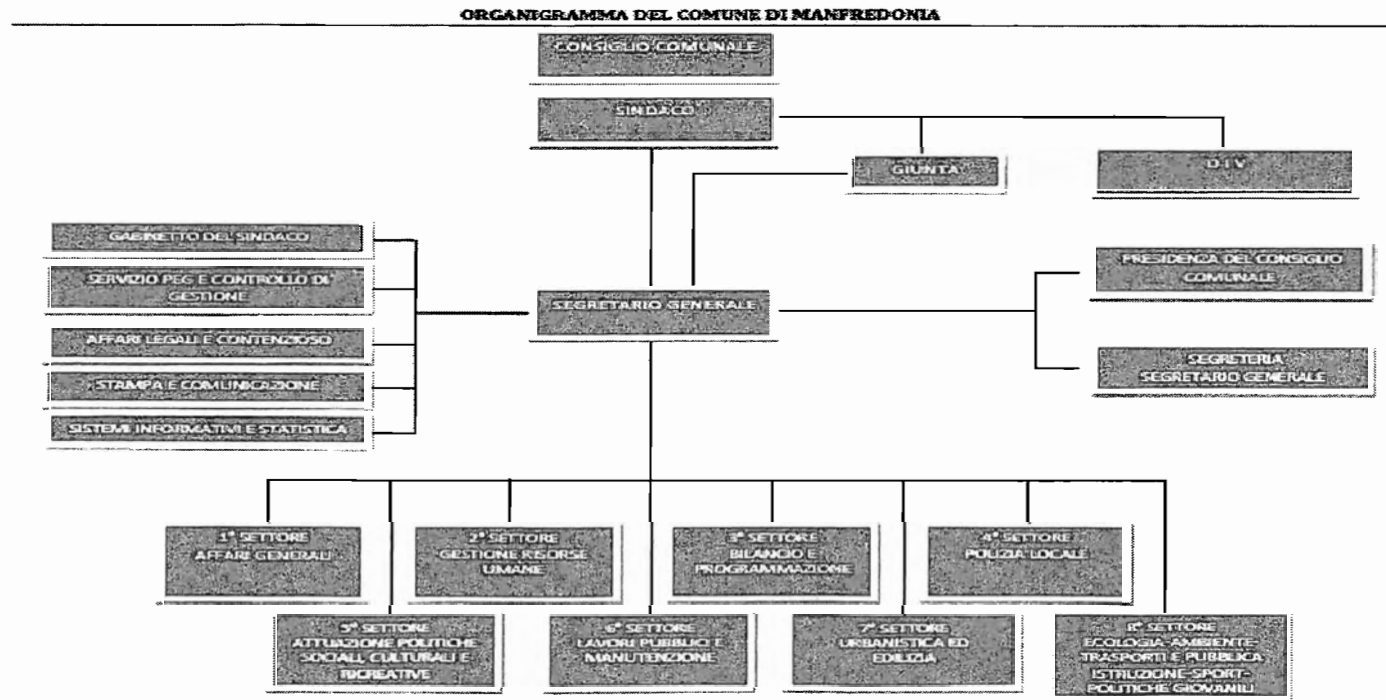 ORGANIGRAMMA DEL COMUNE DI MANFREDONIA
CONSIGLIO COMUNALE
SINDACO
GIUNTA
O I V
GABINETTO DEL SINDACO
SERVIZIO PEG E CONTROLLO DI
GESTIONE
AFFARI LEGALI E CONTENZIOSO
STAMPA E COMUNICAZIONE
SISTEMI INFORMATIVI E STATISTICA
SEGRETARIO GENERALE
PRESIDENZA DEL CONSIGLIO
COMUNALE
SEGRETERIA
SEGRETARIO GENERALE
1° SETTORE
AFFARI GENERALI
2° SETTORE
GESTIONE RISORSE
UMANE
3° SETTORE
BILANCIO E
PROGRAMMAZIONE
4° SETTORE
POLIZIA LOCALE
5° SETTORE
ATTUAZIONE POLITICHE
SOCIALI, CULTURALI E
RICREATIVE
6° SETTORE
LAVORI PUBBLICI E
MANUTENZIONE
7° SETTORE
URBANISTICA ED
EDILIZIA
8° SETTORE
ECOLOGIA-AMBIENTE-
TRASPORTI E PUBBLICA
ISTRUZIONE-SPORT-
POLITICHE GIOVANILI